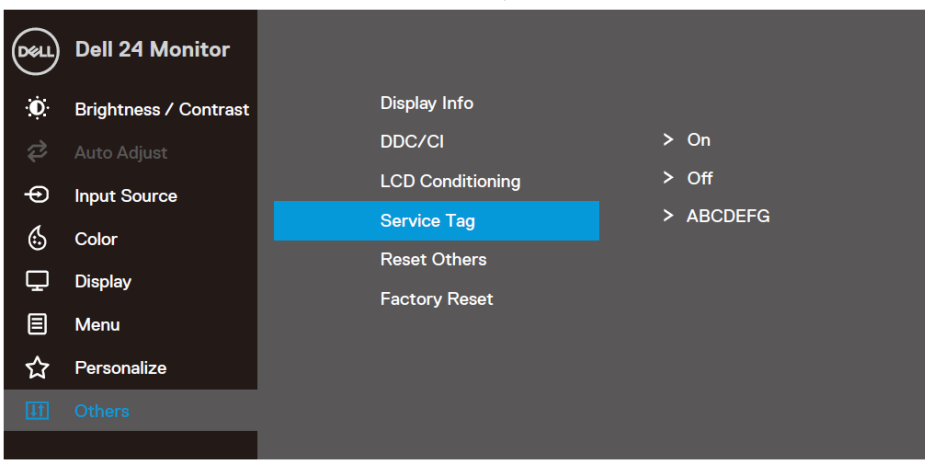 DELL
Dell 24 Monitor
Brightness / Contrast
Auto Adjust
Input Source
Color
Display
Menu
Personalize
Others
Display Info
DDC/CI
> On
LCD Conditioning
> Off
Service Tag
> ABCDEFG
Reset Others
Factory Reset